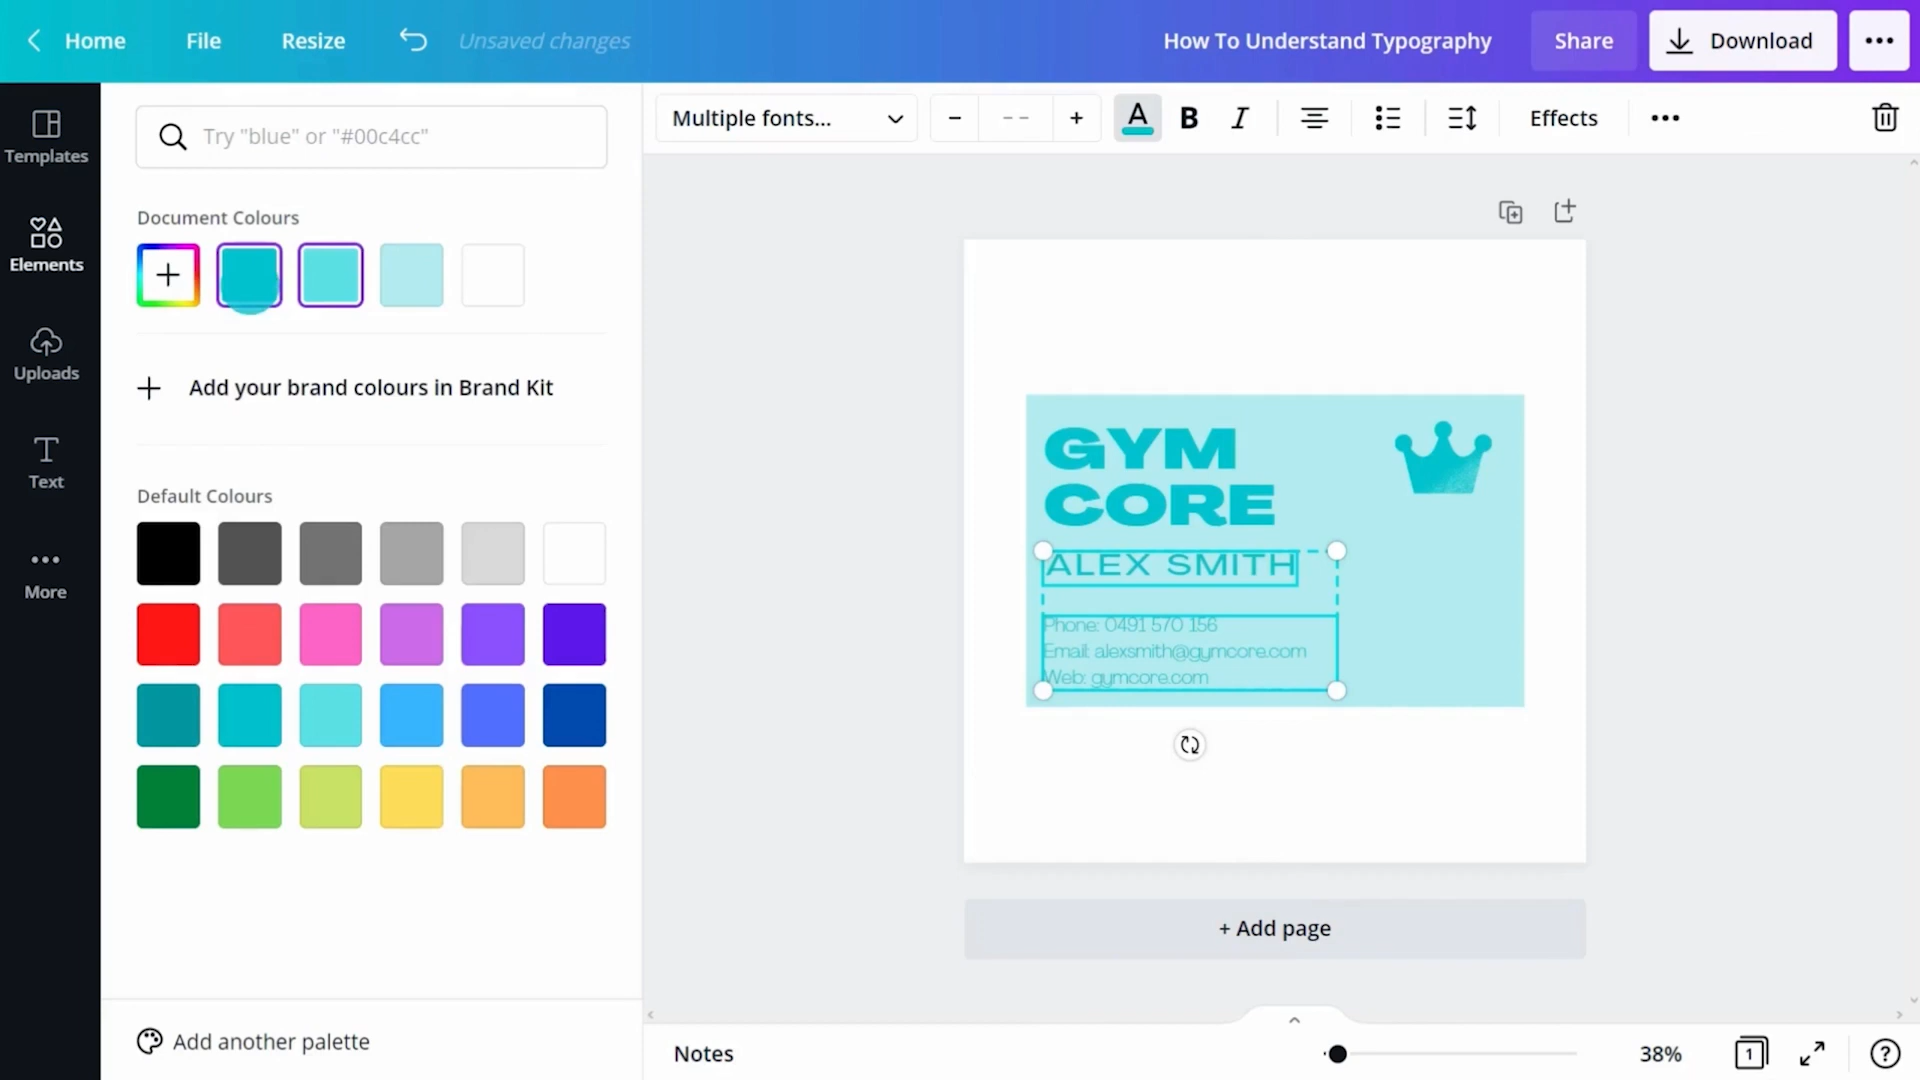 Home
File
Resize
Unsaved changes
How To Understand Typography
Share
Download
Templates
Elements
Uploads
Text
More
Try "blue" or "#00c4cc"
Document Colours
Add your brand colours in Brand Kit
Default Colours
Add another palette
Multiple fonts...
- -
A
B
I
Effects
GYM
CORE
ALEX SMITH
Phone: 0491 570 156
Email: alexsmith@gymcore.com
Web: gymcore.com
+ Add page
Notes
38%
1
?